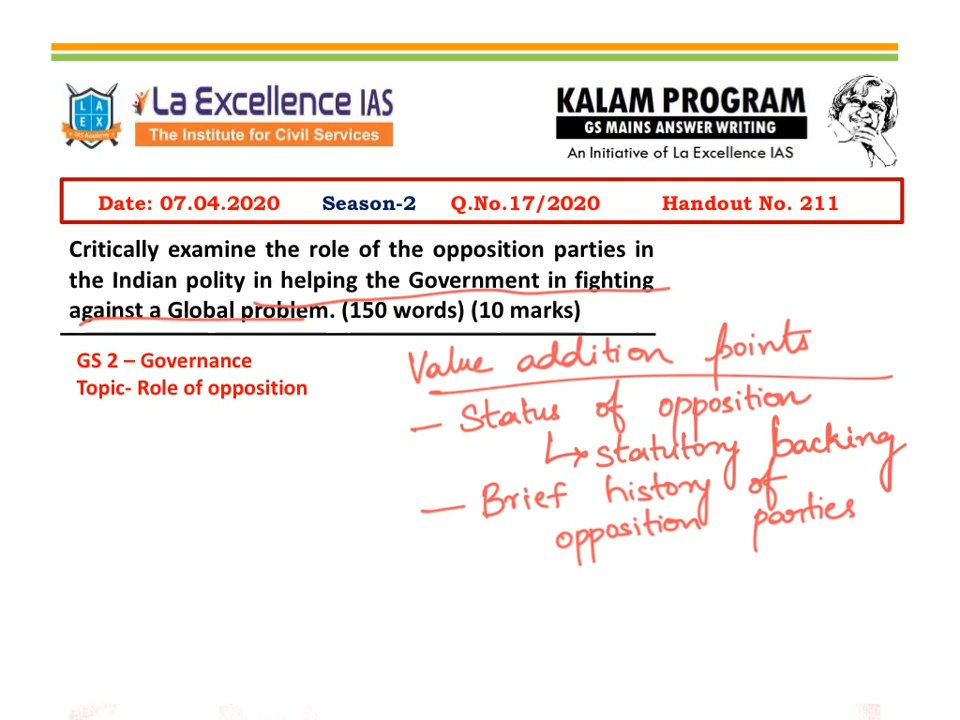 La Excellence IAS
The Institute for Civil Services
L A
E X
IAS Academy
KALAM PROGRAM
GS MAINS ANSWER WRITING
An Initiative of La Excellence IAS
Date: 07.04.2020 Season-2 Q.No.17/2020 Handout No. 211
Critically examine the role of the opposition parties in
the Indian polity in helping the Government in fighting
against a Global problem. (150 words) (10 marks)
GS 2 – Governance
Topic- Role of opposition
Value addition points
— Status of opposition
↳ statutory backing
— Brief history of
opposition parties